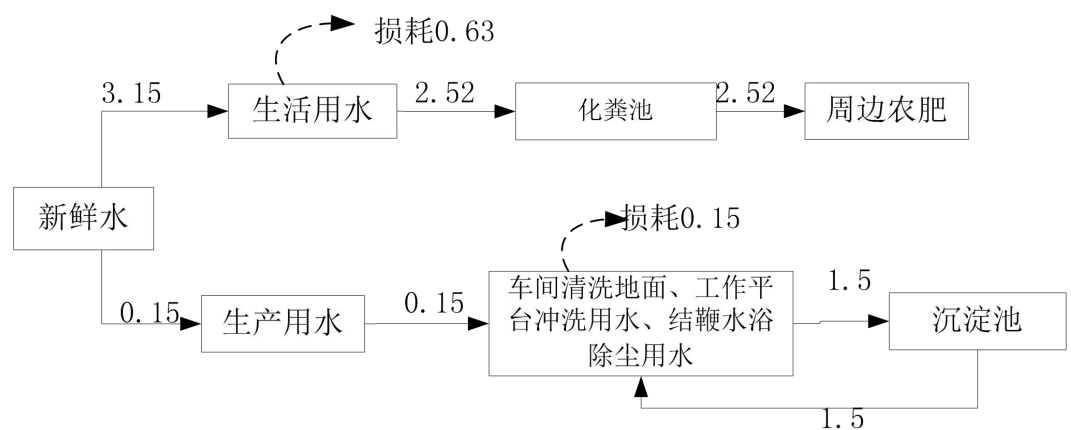 损耗0.63
3.15
生活用水
2.52
化粪池
2.52
周边农肥
新鲜水
损耗0.15
0.15
生产用水
0.15
车间清洗地面、工作平
台冲洗用水、结鞭水浴
除尘用水
1.5
沉淀池
1.5